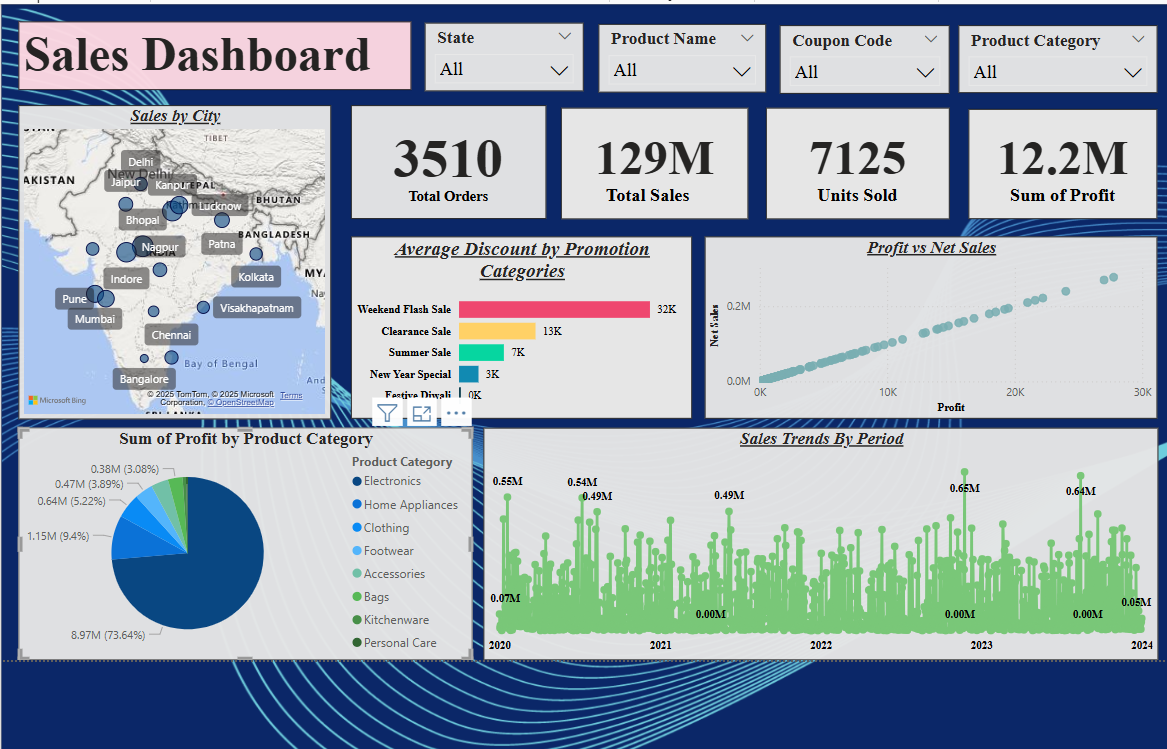 Sales Dashboard
State
All
Product Name
All
Coupon Code
All
Product Category
All
Sales by City
TIBET
AKISTAN
Delhi
New Delhi
Jaipur
Kanpur
EPAL
BHUTAN
Lucknow
Bhopal
BANGLADESH
Patna
Nagpur
INDIA
MY
Kolkata
Indore
Na
Pune
Visakhapatnam
Mumbai
Chennai
Bay of Bengal
Bangalore
And
S
© 2025 TomTom, © 2025 Microsoft
Corporation, © OpenStreetMap Terms
Microsoft Bing
SRI LANKA
3510
Total Orders
129M
Total Sales
7125
Units Sold
12.2M
Sum of Profit
Average Discount by Promotion
Categories
Weekend Flash Sale 32K
Clearance Sale 13K
Summer Sale 7K
New Year Special 3K
Festive Diwali 0K
Profit vs Net Sales
Net Sales
0.2M
0.0M
0K 10K 20K 30K
Profit
Sum of Profit by Product Category
0.38M (3.08%)
0.47M (3.89%)
0.64M (5.22%)
1.15M (9.4%)
8.97M (73.64%)
Product Category
Electronics
Home Appliances
Clothing
Footwear
Accessories
Bags
Kitchenware
Personal Care
Sales Trends By Period
0.55M
0.54M
0.49M
0.49M
0.65M
0.64M
0.07M
0.00M
0.00M
0.00M
0.05M
2020 2021 2022 2023 2024